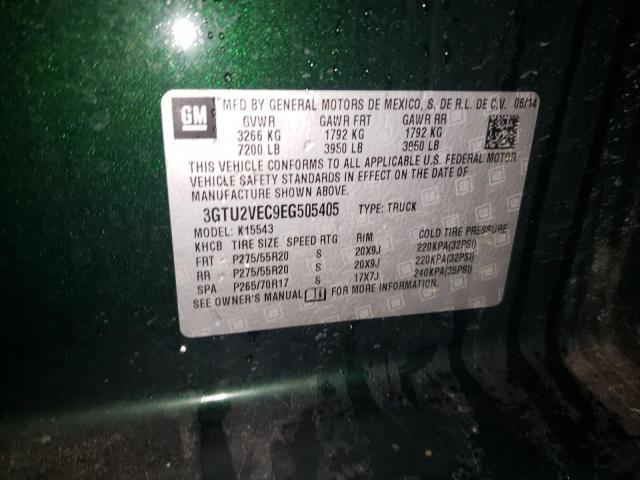 GM
MFD BY GENERAL MOTORS DE MEXICO, S. DE R.L. DE C.V. 06/14
GVWR GAWR FRT GAWR RR
3266 KG 1792 KG 1792 KG
7200 LB 3950 LB 3950 LB
THIS VEHICLE CONFORMS TO ALL APPLICABLE U.S. FEDERAL MOTOR
VEHICLE SAFETY STANDARDS IN EFFECT ON THE DATE OF
MANUFACTURE SHOWN ABOVE.
3GTU2VEC9EG505405 TYPE: TRUCK
MODEL: K15543
KHCB TIRE SIZE SPEED RTG RIM COLD TIRE PRESSURE
FRT P275/55R20 S 20X9J 220KPA(32PSI)
RR P275/55R20 S 20X9J 220KPA(32PSI)
SPA P265/70R17 S 17X7J 240KPA(35PSI)
SEE OWNER'S MANUAL FOR MORE INFORMATION.